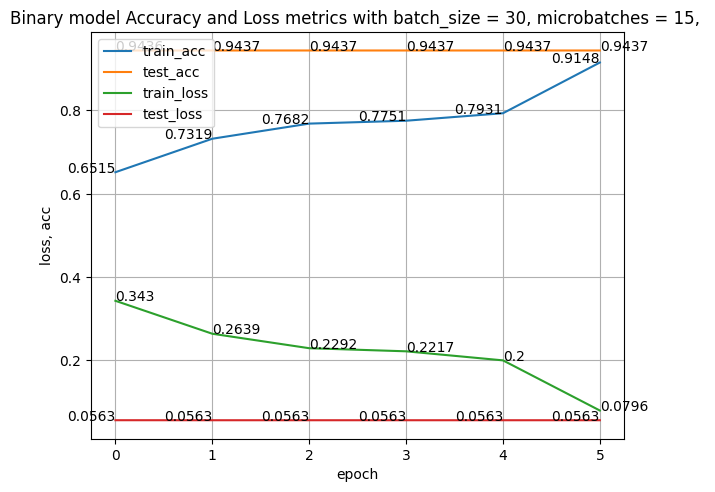 Binary model Accuracy and Loss metrics with batch_size = 30, microbatches = 15,
0.9436 0.9437 0.9437 0.9437 0.9437 0.9437
train_acc
test_acc
train_loss
test_loss
0.6515 0.7319 0.7682 0.7751 0.7931 0.9148
0.343 0.2639 0.2292 0.2217 0.2 0.0796
0.0563 0.0563 0.0563 0.0563 0.0563 0.0563
0.8
0.6
0.4
0.2
loss, acc
0 1 2 3 4 5
epoch